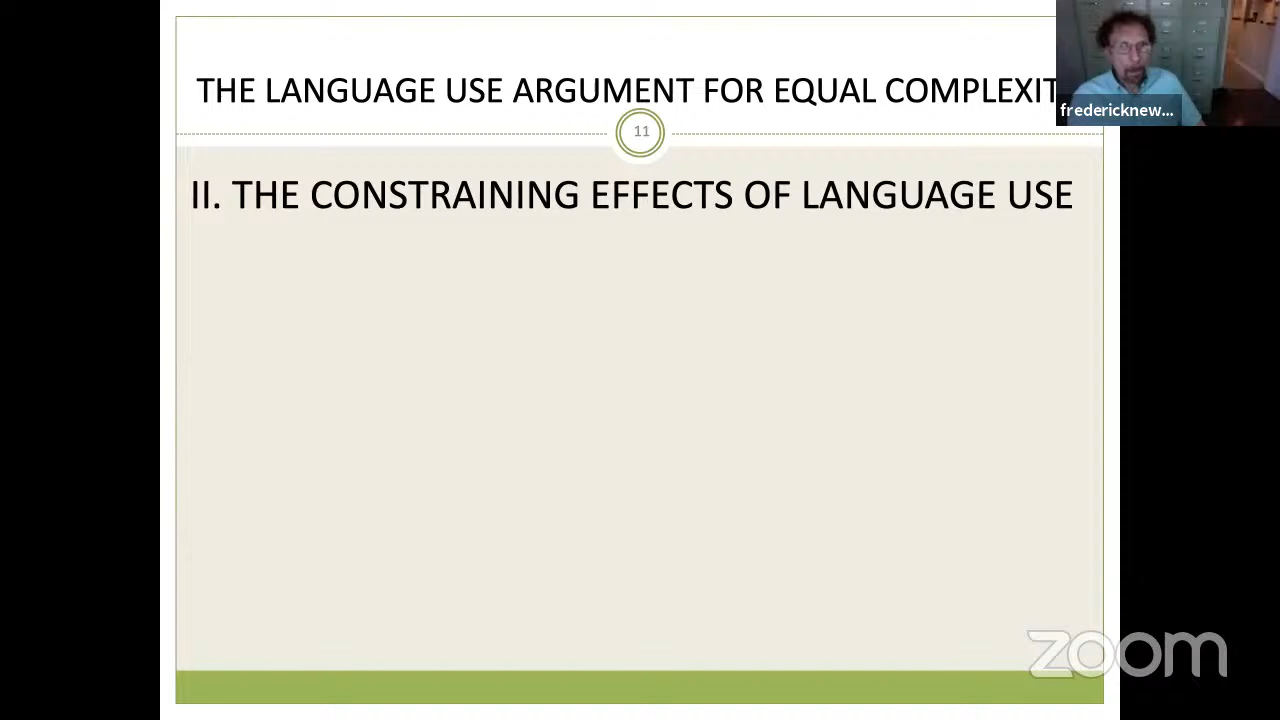 THE LANGUAGE USE ARGUMENT FOR EQUAL COMPLEXIT
fredericknew...
11
II. THE CONSTRAINING EFFECTS OF LANGUAGE USE
zoom